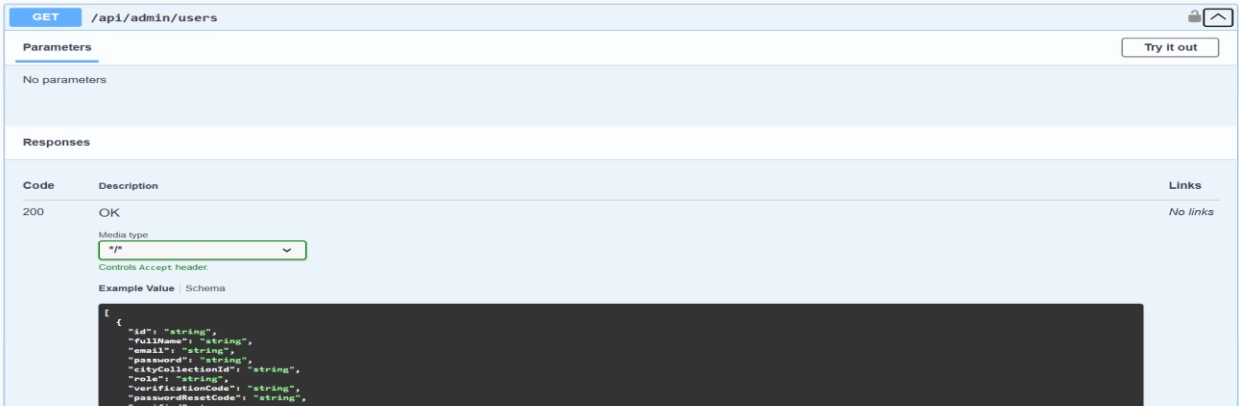 GET /api/admin/users
Parameters Try it out
No parameters
Responses
Code Description Links
200 OK No links
Media type
*/*
Controls Accept header.
Example Value Schema
[
{
"id": "string",
"fullName": "string",
"email": "string",
"password": "string",
"cityCollectionId": "string",
"role": "string",
"verificationCode": "string",
"passwordResetCode": "string",